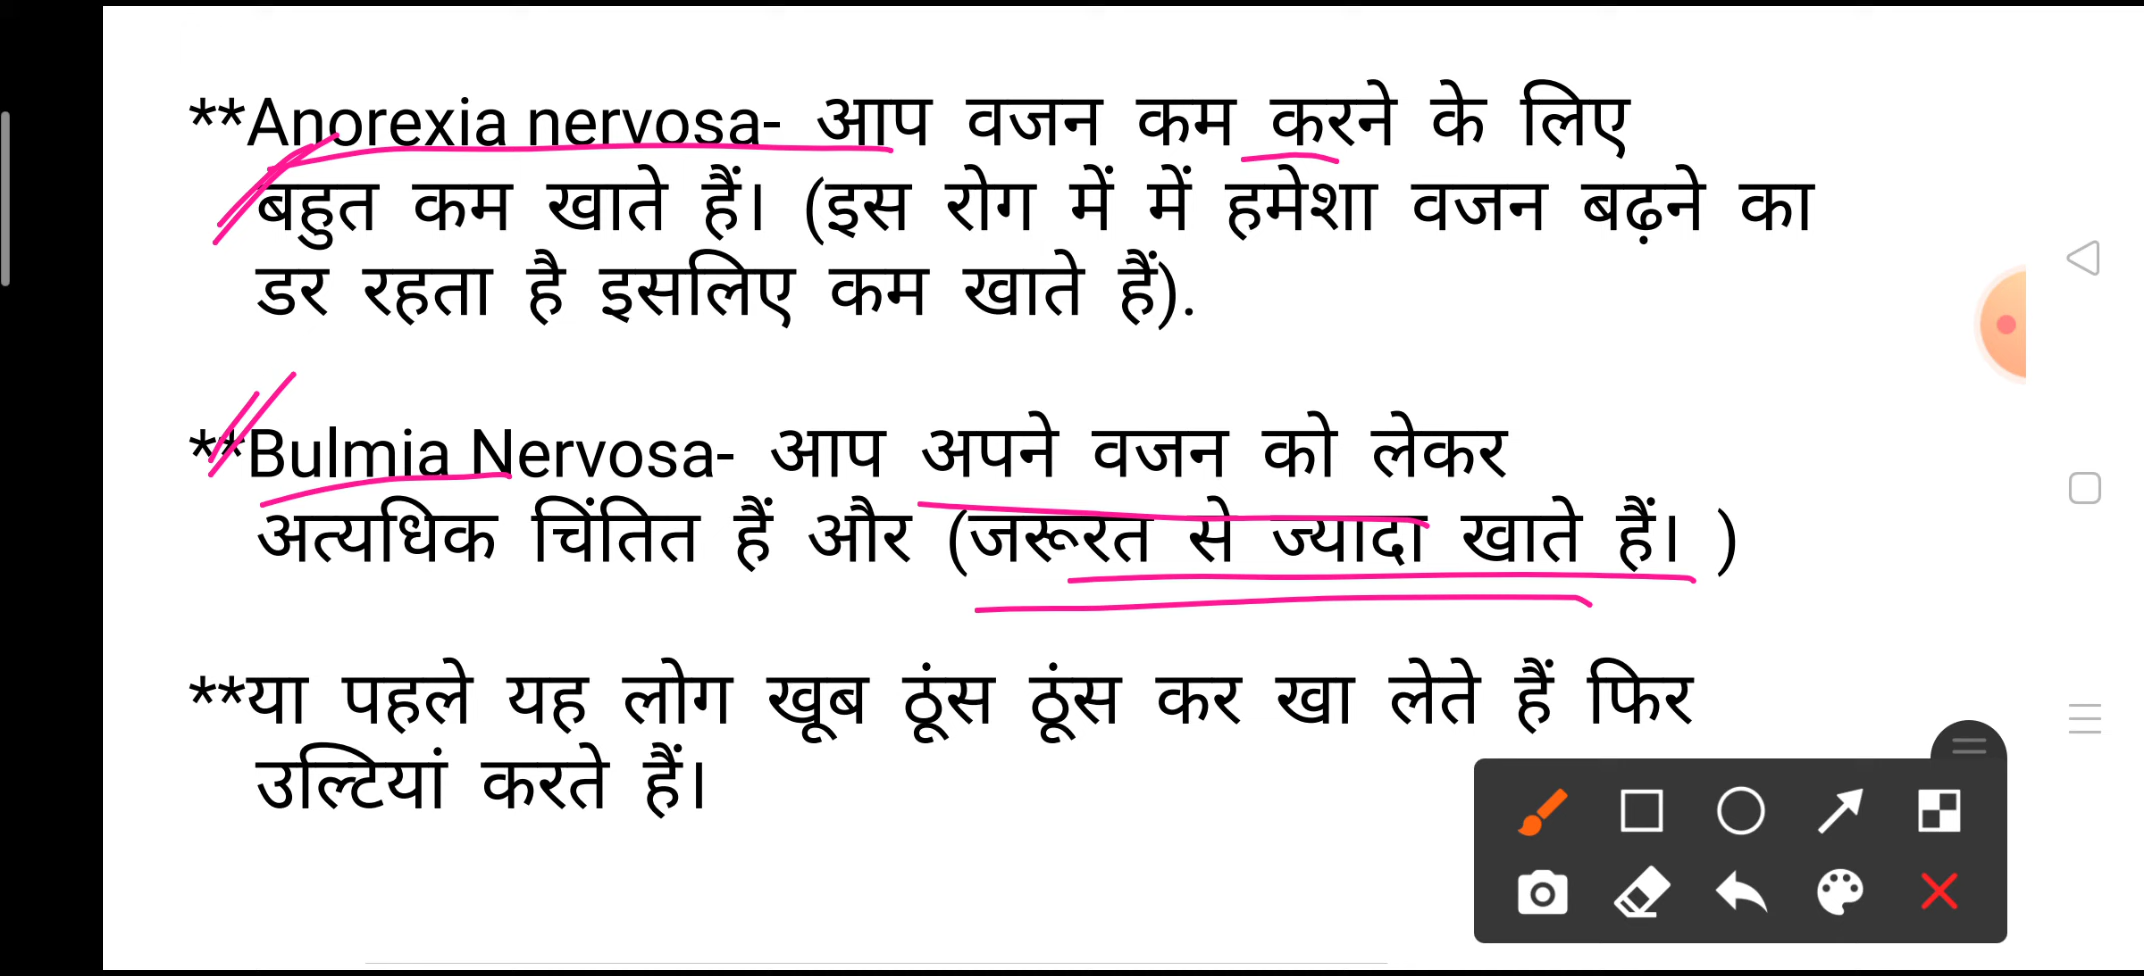 **Anorexia nervosa- आप वजन कम करने के लिए
बहुत कम खाते हैं। (इस रोग में में हमेशा वजन बढ़ने का
डर रहता है इसलिए कम खाते हैं).
**Bulmia Nervosa- आप अपने वजन को लेकर
अत्यधिक चिंतित हैं और (जरूरत से ज्यादा खाते हैं। )
**या पहले यह लोग खूब ठूंस ठूंस कर खा लेते हैं फिर
उल्टियां करते हैं।